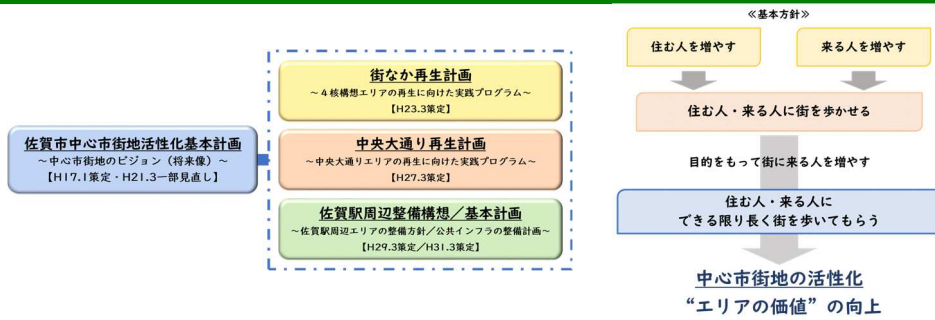 佐賀市中心市街地活性化基本計画
～中心市街地のビジョン（将来像）～
【H17.1策定・H21.3一部見直し】
街なか再生計画
～４核構想エリアの再生に向けた実践プログラム～
【H23.3策定】
中央大通り再生計画
～中央大通りエリアの再生に向けた実践プログラム～
【H27.3策定】
佐賀駅周辺整備構想／基本計画
～佐賀駅周辺エリアの整備方針／公共インフラの整備計画～
【H29.3策定／H31.3策定】
≪基本方針≫
住む人を増やす
来る人を増やす
住む人・来る人に街を歩かせる
目的をもって街に来る人を増やす
住む人・来る人に
できる限り長く街を歩いてもらう
中心市街地の活性化
“エリアの価値”の向上